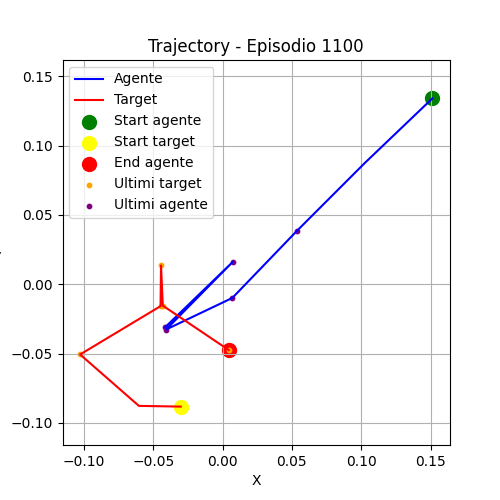 Trajectory - Episodio 1100
Agente
Target
Start agente
Start target
End agente
Ultimi target
Ultimi agente
0.15
0.10
0.05
0.00
−0.05
−0.10
−0.10
−0.05
0.00
0.05
0.10
0.15
X